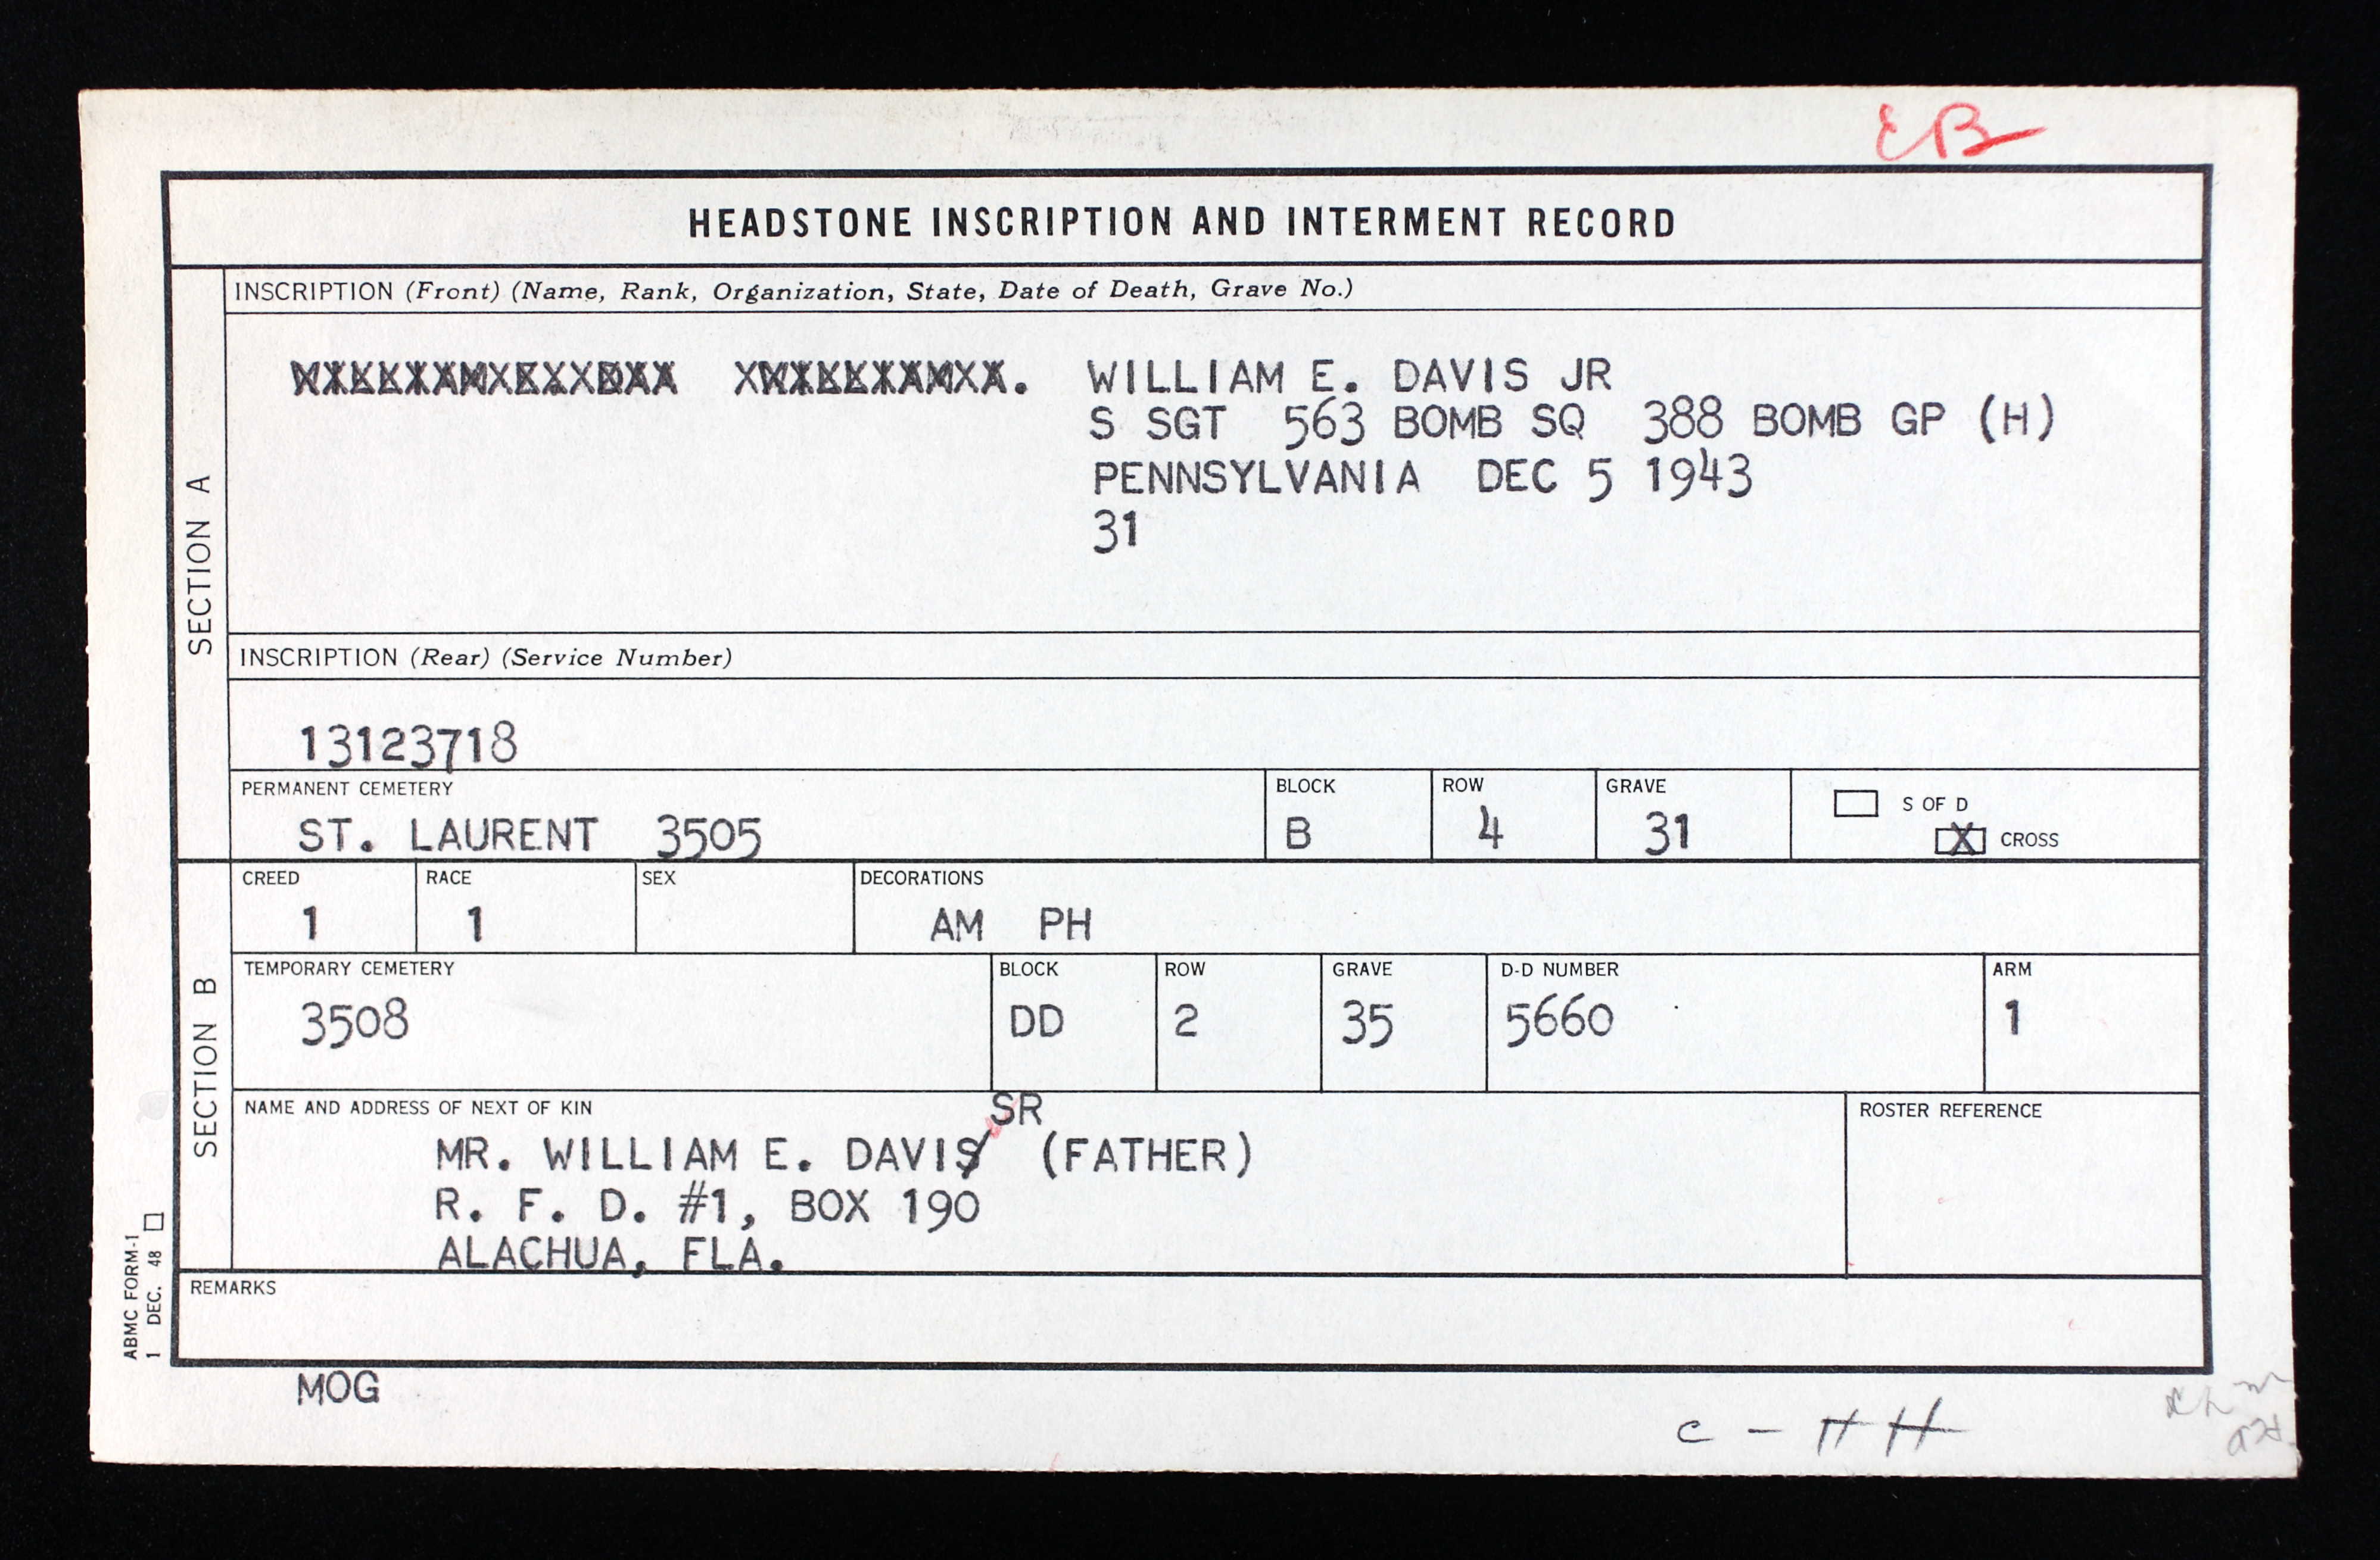 EB
HEADSTONE INSCRIPTION AND INTERMENT RECORD
SECTION A
INSCRIPTION (Front) (Name, Rank, Organization, State, Date of Death, Grave No.)
WILLIAM E. DAVIS JR
S SGT 563 BOMB SQ 388 BOMB GP (H)
PENNSYLVANIA DEC 5 1943
31
INSCRIPTION (Rear) (Service Number)
13123718
PERMANENT CEMETERY BLOCK ROW GRAVE
ST. LAURENT 3505 B 4 31
S OF D
X CROSS
SECTION B
CREED RACE SEX DECORATIONS
1 1 AM PH
TEMPORARY CEMETERY BLOCK ROW GRAVE D-D NUMBER ARM
3508 DD 2 35 5660 1
NAME AND ADDRESS OF NEXT OF KIN ROSTER REFERENCE
SR
MR. WILLIAM E. DAVIS (FATHER)
R. F. D. #1, BOX 190
ALACHUA, FLA.
REMARKS
ABMC FORM-1
1 DEC. 48
MOG
C - HH